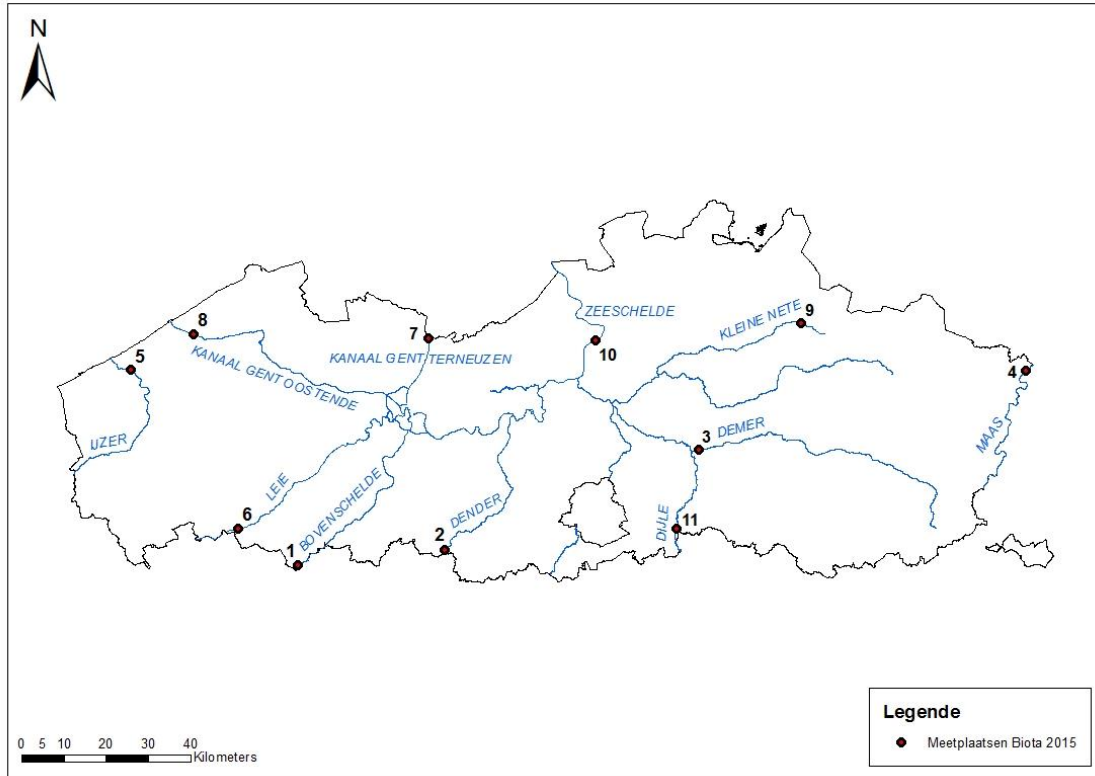 N
ZEESCHELDE
KLEINE NETE
9
8
7
KANAAL GENT TERNEUZEN
10
KANAAL GENT OOSTENDE
5
4
IJZER
3
DEMER
MAAS
LEIE
BOVENSCHELDE
DENDER
DIJLE
6
11
2
1
Legende
Meetplaatsen Biota 2015
0 5 10 20 30 40
Kilometers